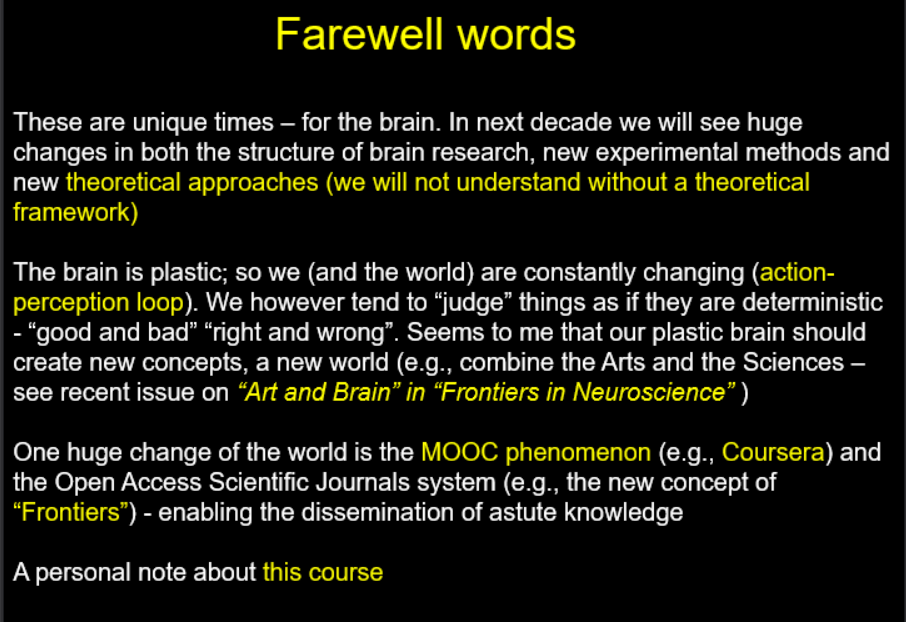 Farewell words
These are unique times – for the brain. In next decade we will see huge
changes in both the structure of brain research, new experimental methods and
new theoretical approaches (we will not understand without a theoretical
framework)
The brain is plastic; so we (and the world) are constantly changing (action-
perception loop). We however tend to “judge” things as if they are deterministic
- “good and bad” “right and wrong”. Seems to me that our plastic brain should
create new concepts, a new world (e.g., combine the Arts and the Sciences –
see recent issue on “Art and Brain” in “Frontiers in Neuroscience” )
One huge change of the world is the MOOC phenomenon (e.g., Coursera) and
the Open Access Scientific Journals system (e.g., the new concept of
“Frontiers”) - enabling the dissemination of astute knowledge
A personal note about this course